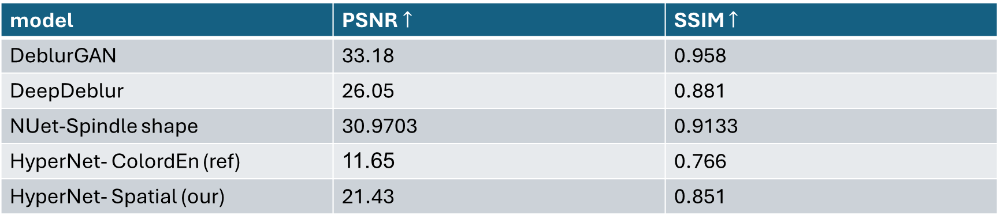 model PSNR↑ SSIM↑
DeblurGAN 33.18 0.958
DeepDeblur 26.05 0.881
NUet-Spindle shape 30.9703 0.9133
HyperNet- ColordEn (ref) 11.65 0.766
HyperNet- Spatial (our) 21.43 0.851